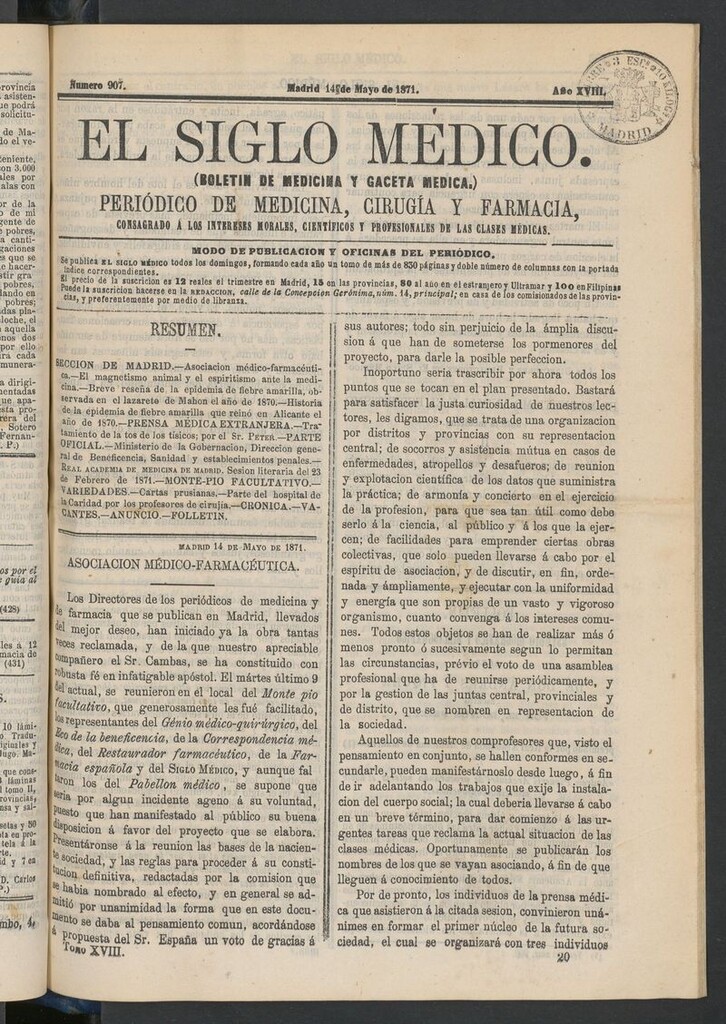 Numero 907.
Madrid 14 de Mayo de 1871.
Año XVIII.
EL SIGLO MÉDICO.
(BOLETIN DE MEDICINA Y GACETA MEDICA.)
PERIÓDICO DE MEDICINA, CIRUGÍA Y FARMACIA,
CONSAGRADO Á LOS INTERESES MORALES, CIENTÍFICOS Y PROFESIONALES DE LAS CLASES MÉDICAS.
MODO DE PUBLICACION Y OFICINAS DEL PERIÓDICO.
Se publica EL SIGLO MÉDICO todos los domingos, formando cada año un tomo de más de 830 páginas y doble número de columnas con la portada
índice correspondientes.
El precio de la suscricion es 12 reales el trimestre en Madrid, 15 en las provincias, 80 al año en el estranjero y Ultramar y 100 en Filipinas
Puede la suscricion hacerse en la REDACCION, calle de la Concepcion Gerónima, núm. 14, principal; en casa de los comisionados de las provin-
cias, y preferentemente por medio de libranza.
RESUMEN.
SECCION DE MADRID.—Asociacion médico-farmacéuti-
ca.—El magnetismo animal y el espiritismo ante la medi-
cina.—Breve reseña de la epidemia de fiebre amarilla, ob-
servada en el lazareto de Mahon el año de 1870.—Historia
de la epidemia de fiebre amarilla que reinó en Alicante el
año de 1870.—PRENSA MEDICA EXTRANJERA.—Tra-
tamiento de la tos de los tísicos; por el Sr. PETER.—PARTE
OFICIAL.—Ministerio de la Gobernacion, Direccion gene-
ral de Beneficencia, Sanidad y establecimientos penales.—
REAL ACADEMIA DE MEDICINA DE MADRID. Sesion literaria del 23
de Febrero de 1871.—MONTE-PIO FACULTATIVO.—
VARIEDADES.—Cartas prusianas.—Parte del hospital de
la Caridad por los profesores de cirujía.—CRONICA.—VA-
CANTES.—ANUNCIO.—FOLLETIN.
MADRID 14 DE MAYO DE 1871.
ASOCIACION MÉDICO-FARMACÉUTICA.
Los Directores de los periódicos de medicina y
de farmacia que se publican en Madrid, llevados
del mejor deseo, han iniciado ya la obra tantas
veces reclamada, y de la que nuestro apreciable
compañero el Sr. Cambas, se ha constituido con
robusta fé en infatigable apóstol. El mártes último 9
del actual, se reunieron en el local del Monte pio
facultativo, que generosamente les fué facilitado,
los representantes del Génio médico-quirúrgico, del
Eco de la beneficencia, de la Correspondencia mé-
dica, del Restaurador farmacéutico, de la Far-
macia española y del SIGLO MÉDICO, y aunque fal
taron los del Pabellon médico, se supone que
seria por algun incidente ageno á su voluntad,
puesto que han manifestado al público su buena
disposicion á favor del proyecto que se elabora.
Presentáronse á la reunion las bases de la nacien-
te sociedad, y las reglas para proceder á su consti-
tucion definitiva, redactadas por la comision que
se habia nombrado al efecto, y en general se ad-
mitió por unanimidad la forma que en este docu-
mento se daba al pensamiento comun, acordándose
á propuesta del Sr. España un voto de gracias á
TOMO XVIII.
sus autores; todo sin perjuicio de la ámplia discu-
sion á que han de someterse los pormenores del
proyecto, para darle la posible perfeccion.
Inoportuno seria trascribir por ahora todos los
puntos que se tocan en el plan presentado. Bastará
para satisfacer la justa curiosidad de nuestros lec-
tores, les digamos, que se trata de una organizacion
por distritos y provincias con su representacion
central; de socorros y asistencia mútua en casos de
enfermedades, atropellos y desafueros; de reunion
y explotacion científica de los datos que suministra
la práctica; de armonía y concierto en el ejercicio
de la profesion, para que sea tan útil como debe
serlo á la ciencia, al público y á los que la ejer-
cen; de facilidades para emprender ciertas obras
colectivas, que solo pueden llevarse á cabo por el
espíritu de asociacion, y de discutir, en fin, orde-
nada y ámpliamente, y ejecutar con la uniformidad
y energía que son propias de un vasto y vigoroso
organismo, cuanto convenga á los intereses comu-
nes. Todos estos objetos se han de realizar más ó
menos pronto ó sucesivamente segun lo permitan
las circunstancias, prévio el voto de una asamblea
profesional que ha de reunirse periódicamente, y
por la gestion de las juntas central, provinciales y
de distrito, que se nombren en representacion de
la sociedad.
Aquellos de nuestros comprofesores que, visto el
pensamiento en conjunto, se hallen conformes en se-
cundarle, pueden manifestárnoslo desde luego, á fin
de ir adelantando los trabajos que exije la instala-
cion del cuerpo social; la cual deberia llevarse á cabo
en un breve término, para dar comienzo á las ur-
gentes tareas que reclama la actual situacion de las
clases médicas. Oportunamente se publicarán los
nombres de los que se vayan asociando, á fin de que
lleguen á conocimiento de todos.
Por de pronto, los individuos de la prensa médi-
ca que asistieron á la citada sesion, convinieron uná-
nimes en formar el primer núcleo de la futura so-
ciedad, el cual se organizará con tres individuos
20